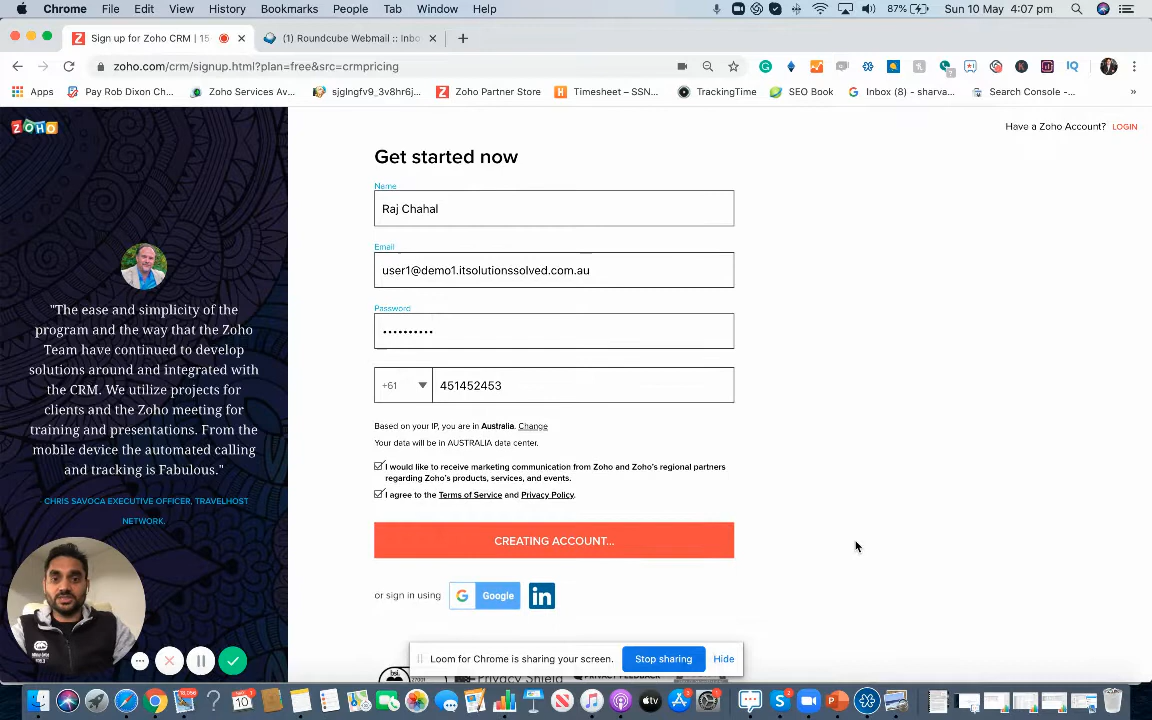 Chrome File Edit View History Bookmarks People Tab Window Help
87% Sun 10 May 4:07 pm
Sign up for Zoho CRM | 15
(1) Roundcube Webmail :: Inbo
zoho.com/crm/signup.html?plan=free&src=crmpricing
Apps Pay Rob Dixon Ch... Zoho Services Av... sjglngfv9_3v8hr6j... Zoho Partner Store Timesheet – SSN... TrackingTime SEO Book Inbox (8) - sharva... Search Console -... »
ZOHO
Have a Zoho Account? LOGIN
Get started now
Name
Raj Chahal
Email
user1@demo1.itsolutionssolved.com.au
Password
+61 451452453
Based on your IP, you are in Australia. Change
Your data will be in AUSTRALIA data center.
I would like to receive marketing communication from Zoho and Zoho's regional partners
regarding Zoho's products, services, and events.
I agree to the Terms of Service and Privacy Policy.
CREATING ACCOUNT...
or sign in using Google in
"The ease and simplicity of the
program and the way that the Zoho
Team have continued to develop
solutions around and integrated with
the CRM. We utilize projects for
clients and the Zoho meeting for
training and presentations. From the
mobile device the automated calling
and tracking is Fabulous."
- CHRIS SAVOCA EXECUTIVE OFFICER, TRAVELHOST
NETWORK.
Loom for Chrome is sharing your screen. Stop sharing Hide
bsi. Privacy Shield PRIVACY FEEDBACK